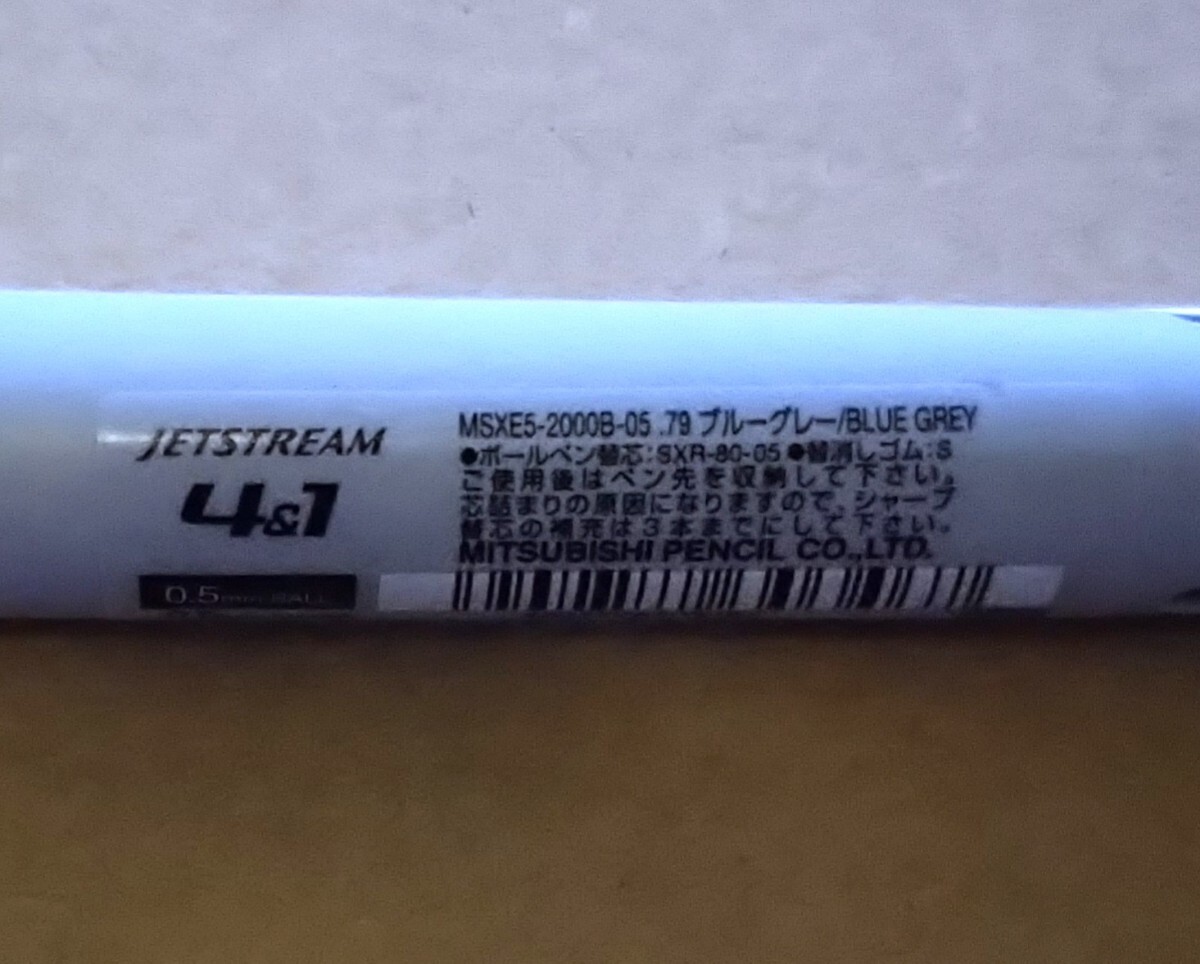 JETSTREAM
4&1
0.5mm BALL
MSXE5-2000B-05 .79 ブルーグレー/BLUE GREY
●ボールペン替芯:SXR-80-05 ●替消しゴム:S
ご使用後はペン先を収納して下さい。
芯詰まりの原因になりますので、シャープ
替芯の補充は3本までにして下さい。
MITSUBISHI PENCIL CO.,LTD.